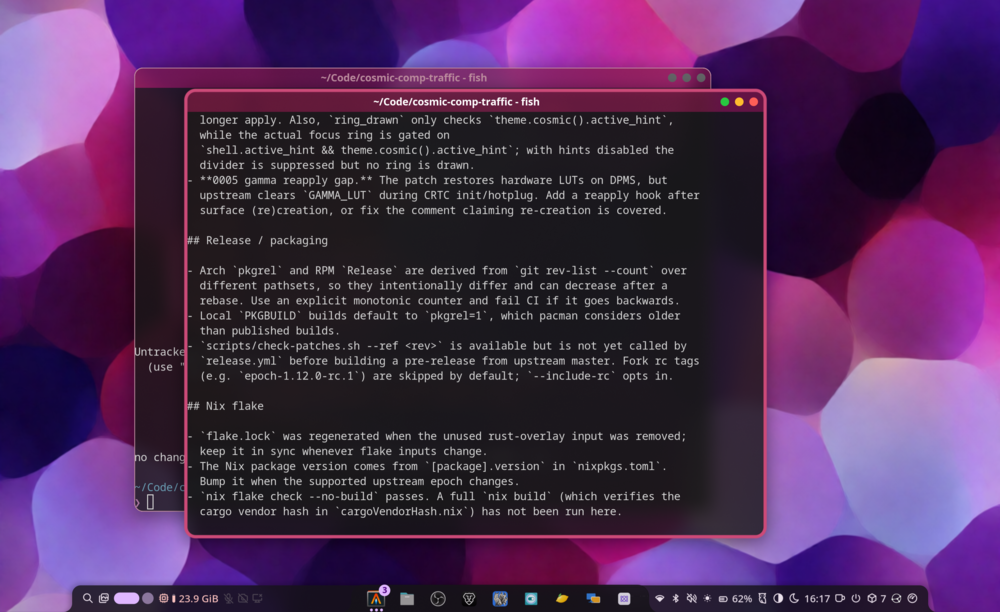 ~/Code/cosmic-comp-traffic - fish
~/Code/cosmic-comp-traffic - fish
longer apply. Also, `ring_drawn` only checks `theme.cosmic().active_hint`,
while the actual focus ring is gated on
`shell.active_hint && theme.cosmic().active_hint`; with hints disabled the
divider is suppressed but no ring is drawn.
- **0005 gamma reapply gap.** The patch restores hardware LUTs on DPMS, but
upstream clears `GAMMA_LUT` during CRTC init/hotplug. Add a reapply hook after
surface (re)creation, or fix the comment claiming re-creation is covered.
## Release / packaging
- Arch `pkgrel` and RPM `Release` are derived from `git rev-list --count` over
different pathsets, so they intentionally differ and can decrease after a
rebase. Use an explicit monotonic counter and fail CI if it goes backwards.
- Local `PKGBUILD` builds default to `pkgrel=1`, which pacman considers older
than published builds.
- `scripts/check-patches.sh --ref <rev>` is available but is not yet called by
`release.yml` before building a pre-release from upstream master. Fork rc tags
(e.g. `epoch-1.12.0-rc.1`) are skipped by default; `--include-rc` opts in.
## Nix flake
- `flake.lock` was regenerated when the unused rust-overlay input was removed;
keep it in sync whenever flake inputs change.
- The Nix package version comes from `[package].version` in `nixpkgs.toml`.
Bump it when the supported upstream epoch changes.
- `nix flake check --no-build` passes. A full `nix build` (which verifies the
cargo vendor hash in `cargoVendorHash.nix`) has not been run here.
Untracke
(use "
no chang
~/Code/c
❯
23.9 GiB
3
62%
16:17
7